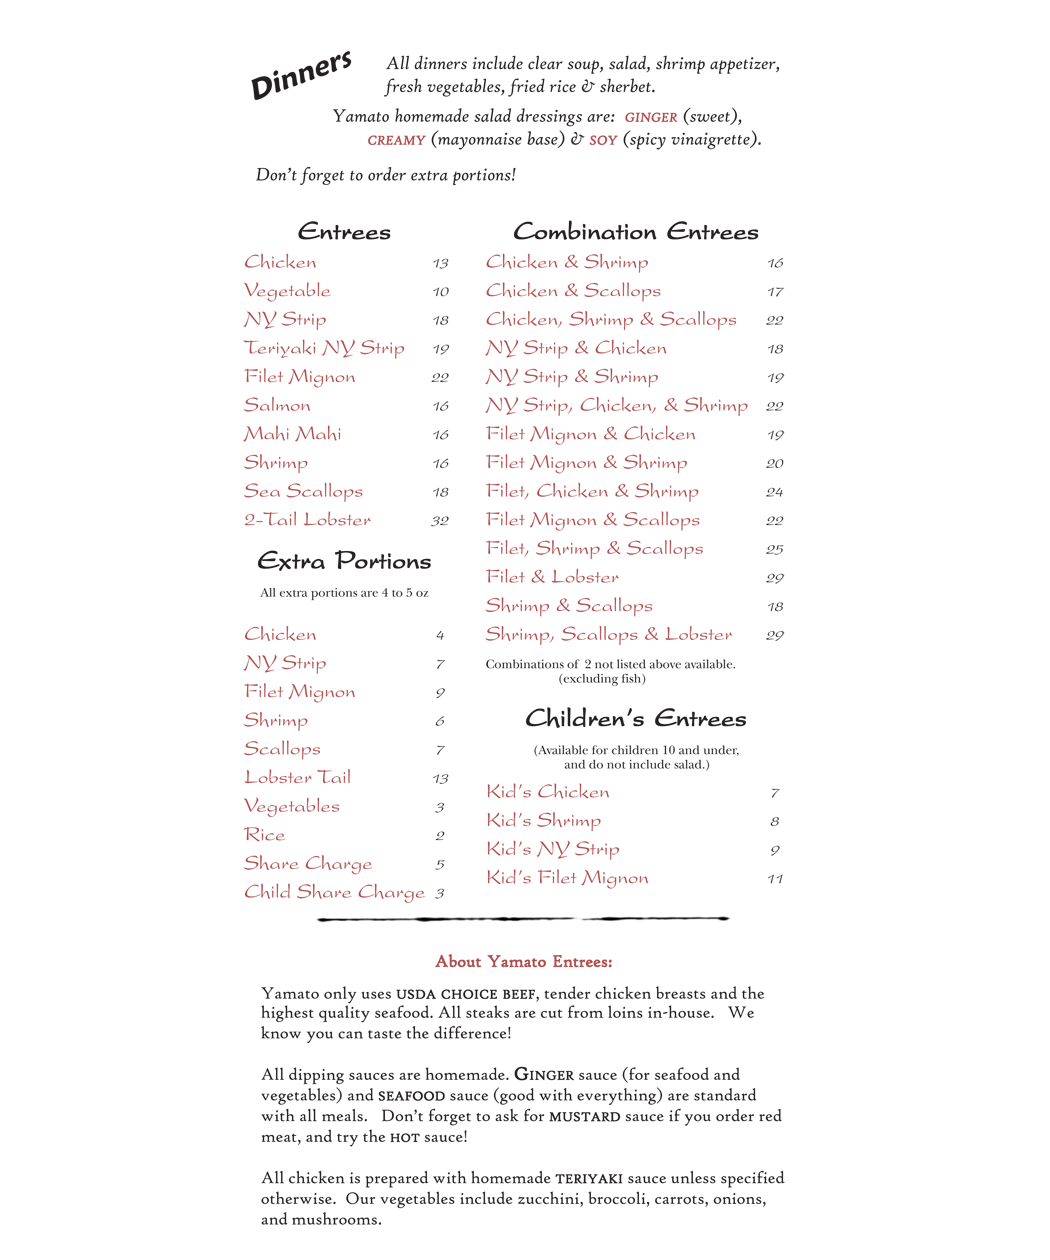 Dinners
All dinners include clear soup, salad, shrimp appetizer,
fresh vegetables, fried rice & sherbet.
Yamato homemade salad dressings are: GINGER (sweet),
CREAMY (mayonnaise base) & SOY (spicy vinaigrette).
Don't forget to order extra portions!
Entrees
Chicken 13
Vegetable 10
NY Strip 18
Teriyaki NY Strip 19
Filet Mignon 22
Salmon 16
Mahi Mahi 16
Shrimp 16
Sea Scallops 18
2-Tail Lobster 32
Extra Portions
All extra portions are 4 to 5 oz
Chicken 4
NY Strip 7
Filet Mignon 9
Shrimp 6
Scallops 7
Lobster Tail 13
Vegetables 3
Rice 2
Share Charge 5
Child Share Charge 3
Combination Entrees
Chicken & Shrimp 16
Chicken & Scallops 17
Chicken, Shrimp & Scallops 22
NY Strip & Chicken 18
NY Strip & Shrimp 19
NY Strip, Chicken, & Shrimp 22
Filet Mignon & Chicken 19
Filet Mignon & Shrimp 20
Filet, Chicken & Shrimp 24
Filet Mignon & Scallops 22
Filet, Shrimp & Scallops 25
Filet & Lobster 29
Shrimp & Scallops 18
Shrimp, Scallops & Lobster 29
Combinations of 2 not listed above available.
(excluding fish)
Children's Entrees
(Available for children 10 and under,
and do not include salad.)
Kid's Chicken 7
Kid's Shrimp 8
Kid's NY Strip 9
Kid's Filet Mignon 11
About Yamato Entrees:
Yamato only uses USDA CHOICE BEEF, tender chicken breasts and the
highest quality seafood. All steaks are cut from loins in-house. We
know you can taste the difference!
All dipping sauces are homemade. GINGER sauce (for seafood and
vegetables) and SEAFOOD sauce (good with everything) are standard
with all meals. Don't forget to ask for MUSTARD sauce if you order red
meat, and try the HOT sauce!
All chicken is prepared with homemade TERIYAKI sauce unless specified
otherwise. Our vegetables include zucchini, broccoli, carrots, onions,
and mushrooms.